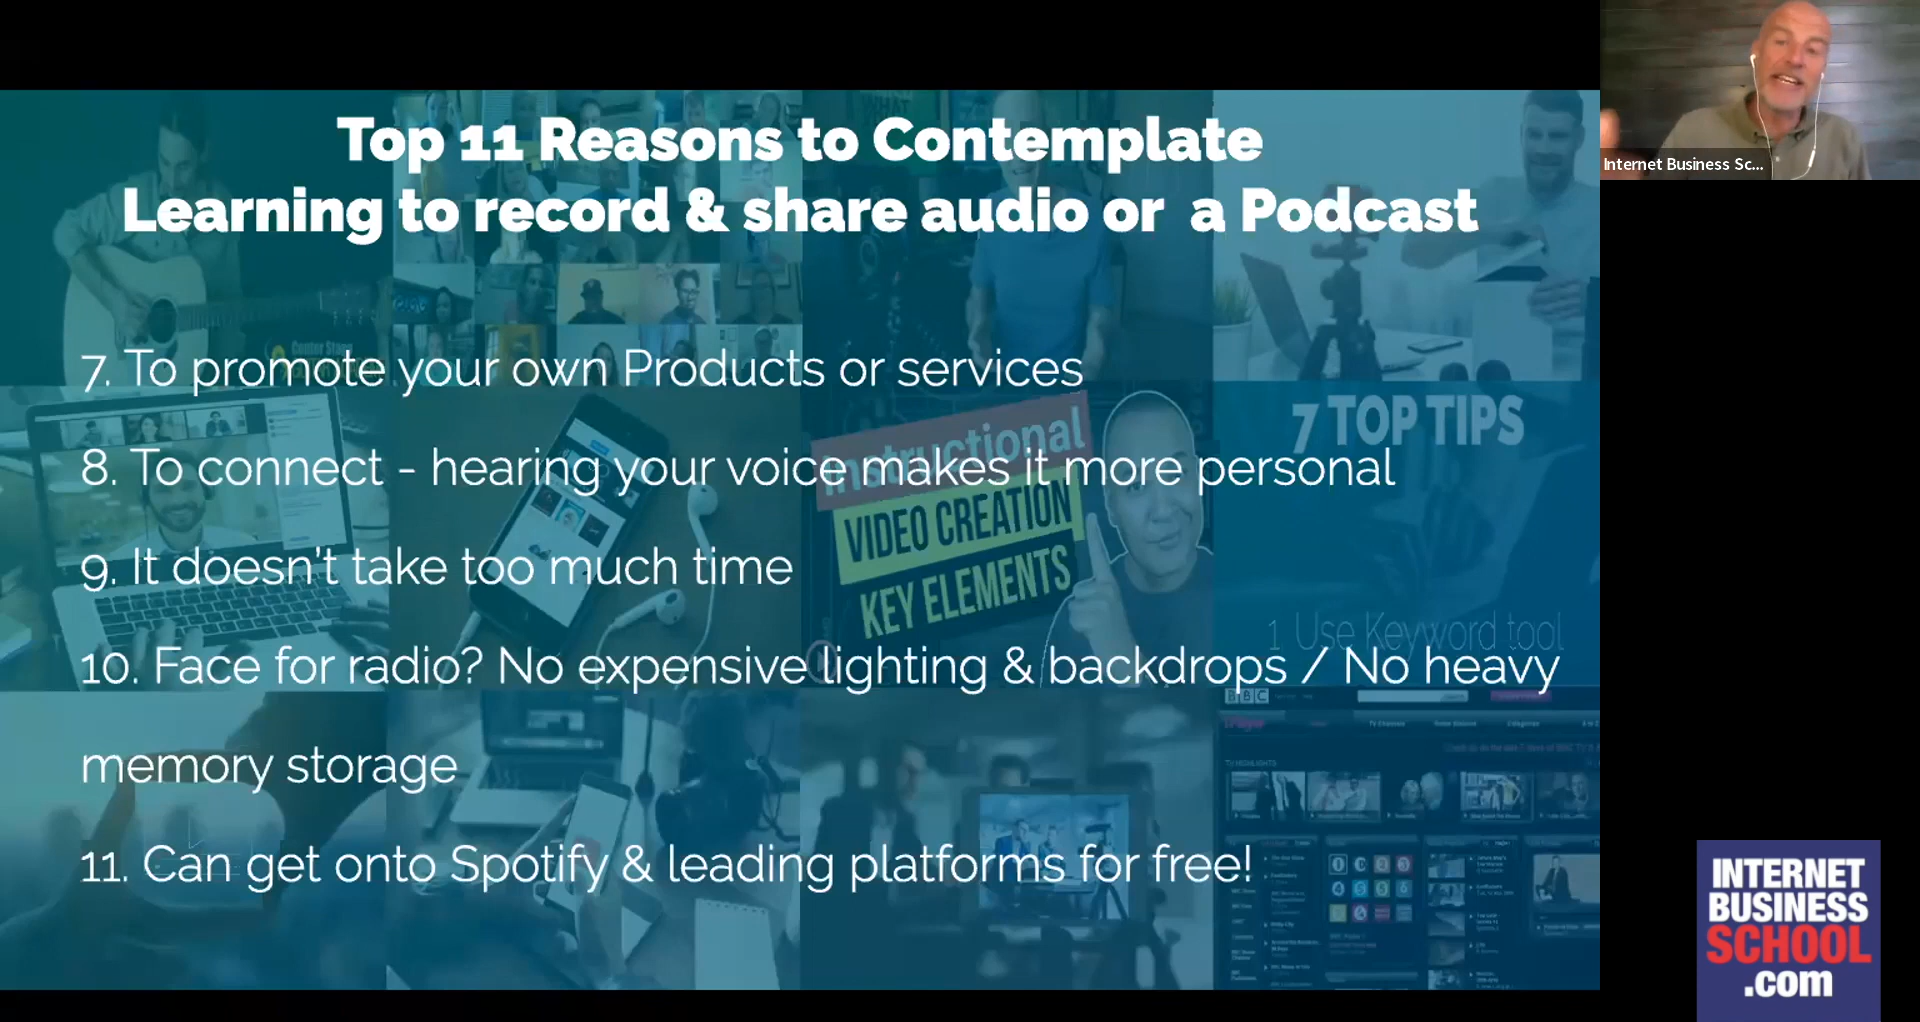 Top 11 Reasons to Contemplate
Learning to record & share audio or a Podcast
7. To promote your own Products or services
8. To connect - hearing your voice makes it more personal
9. It doesn't take too much time
10. Face for radio? No expensive lighting & backdrops / No heavy
memory storage
11. Can get onto Spotify & leading platforms for free!
Instructional
VIDEO CREATION
KEY ELEMENTS
7 TOP TIPS
1 Use Keyword tool
WHAT
Center Stage
BBC
Internet Business Sc...
INTERNET
BUSINESS
SCHOOL
.com